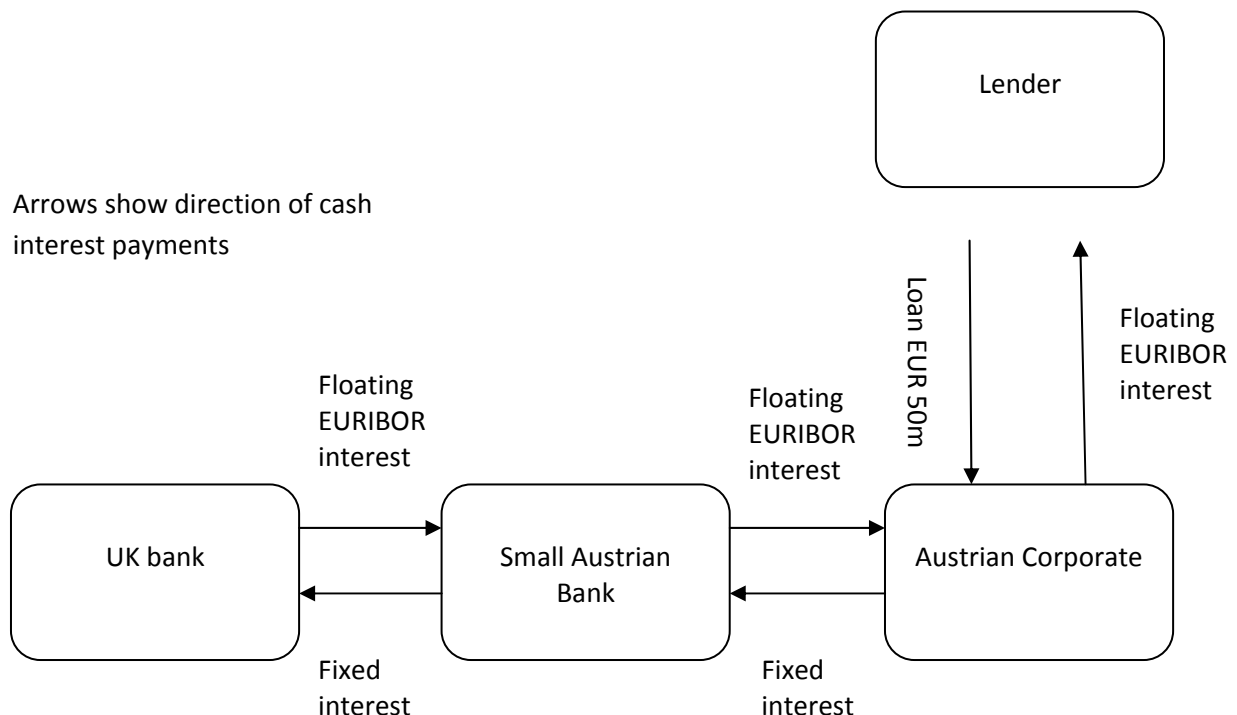 Lender
Arrows show direction of cash
interest payments
Loan EUR 50m
Floating
EURIBOR
interest
Floating
EURIBOR
interest
Floating
EURIBOR
interest
UK bank
Small Austrian
Bank
Austrian Corporate
Fixed
interest
Fixed
interest